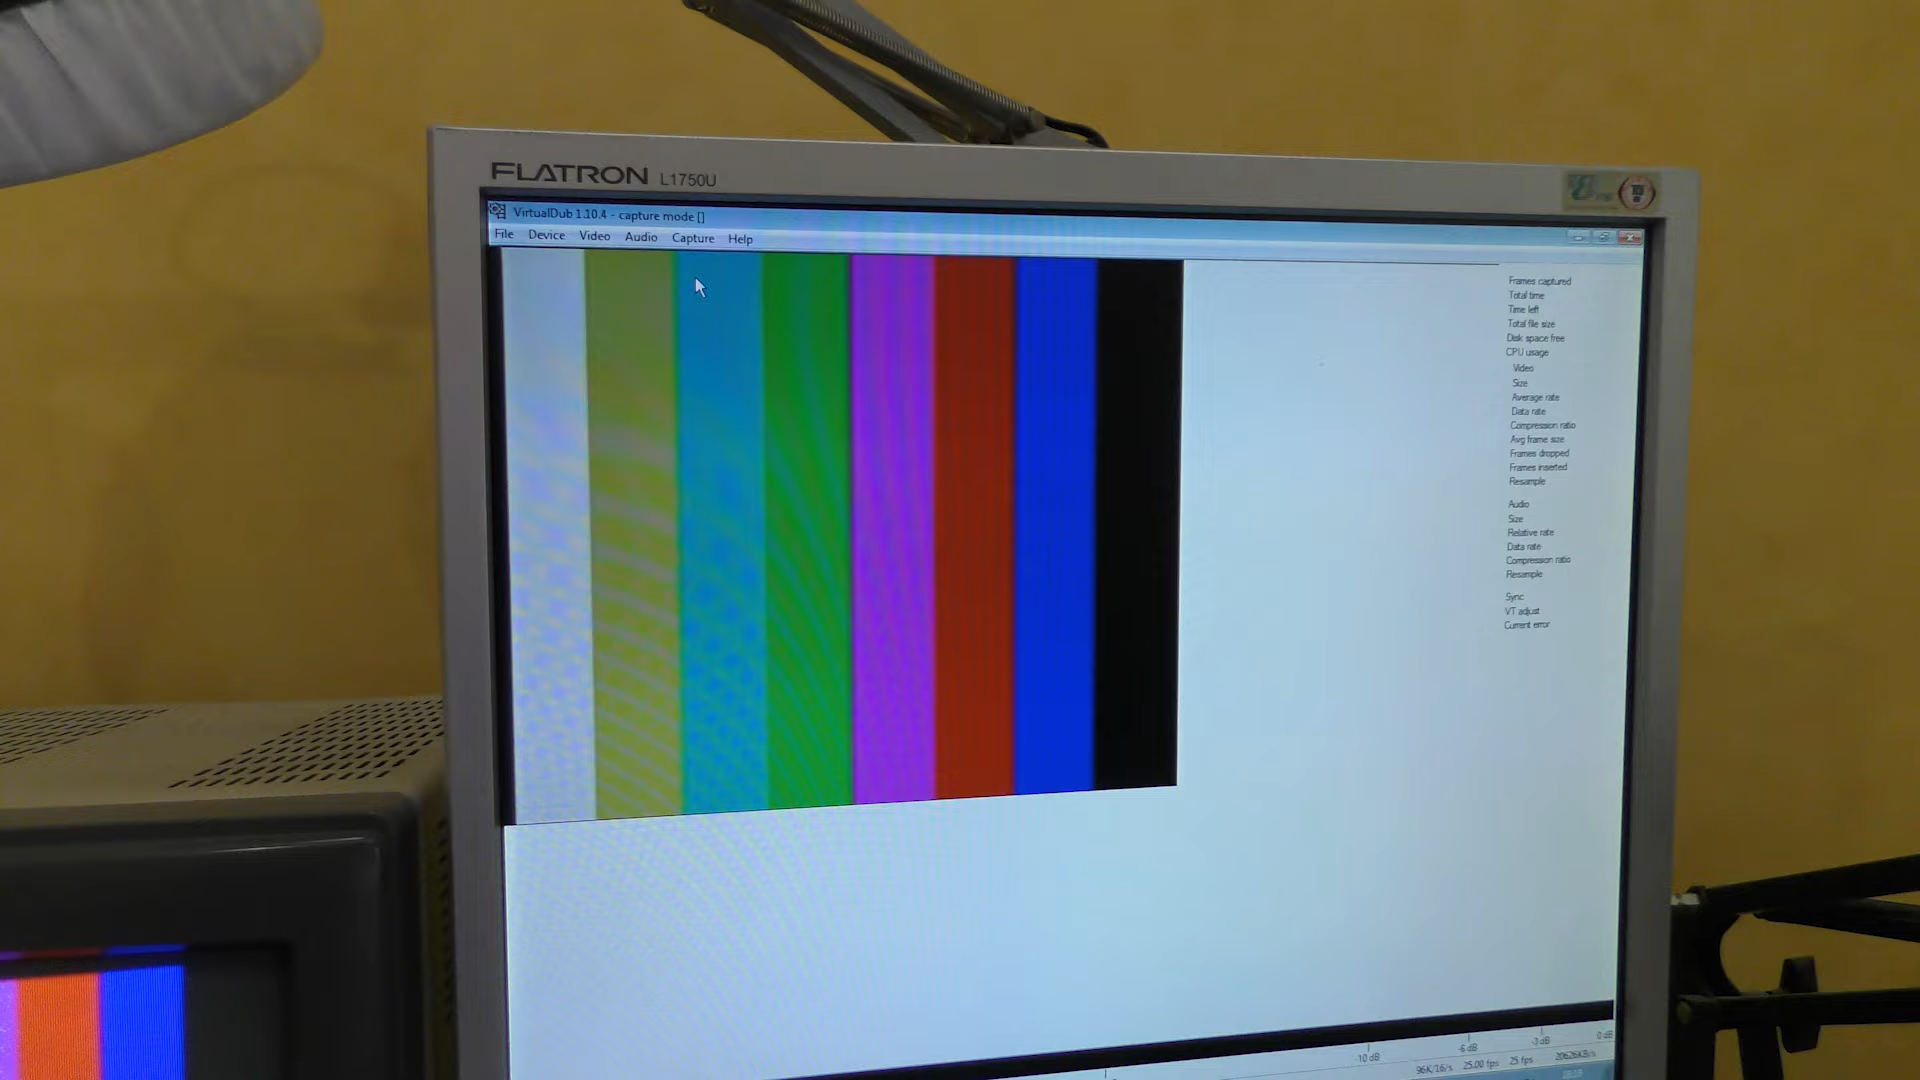 FLATRON L1750U
VirtualDub 1.10.4 - capture mode []
File Device Video Audio Capture Help
Frames captured
Total time
Time left
Total file size
Disk space free
CPU usage
Video
Size
Average rate
Data rate
Compression ratio
Avg frame size
Frames dropped
Frames inserted
Resample
Audio
Size
Relative rate
Data rate
Compression ratio
Resample
Sync
VT adjust
Current error
-10 dB -6 dB -3 dB 0 dB
96K/16/s 25.00 fps 25 fps 20626KB/s